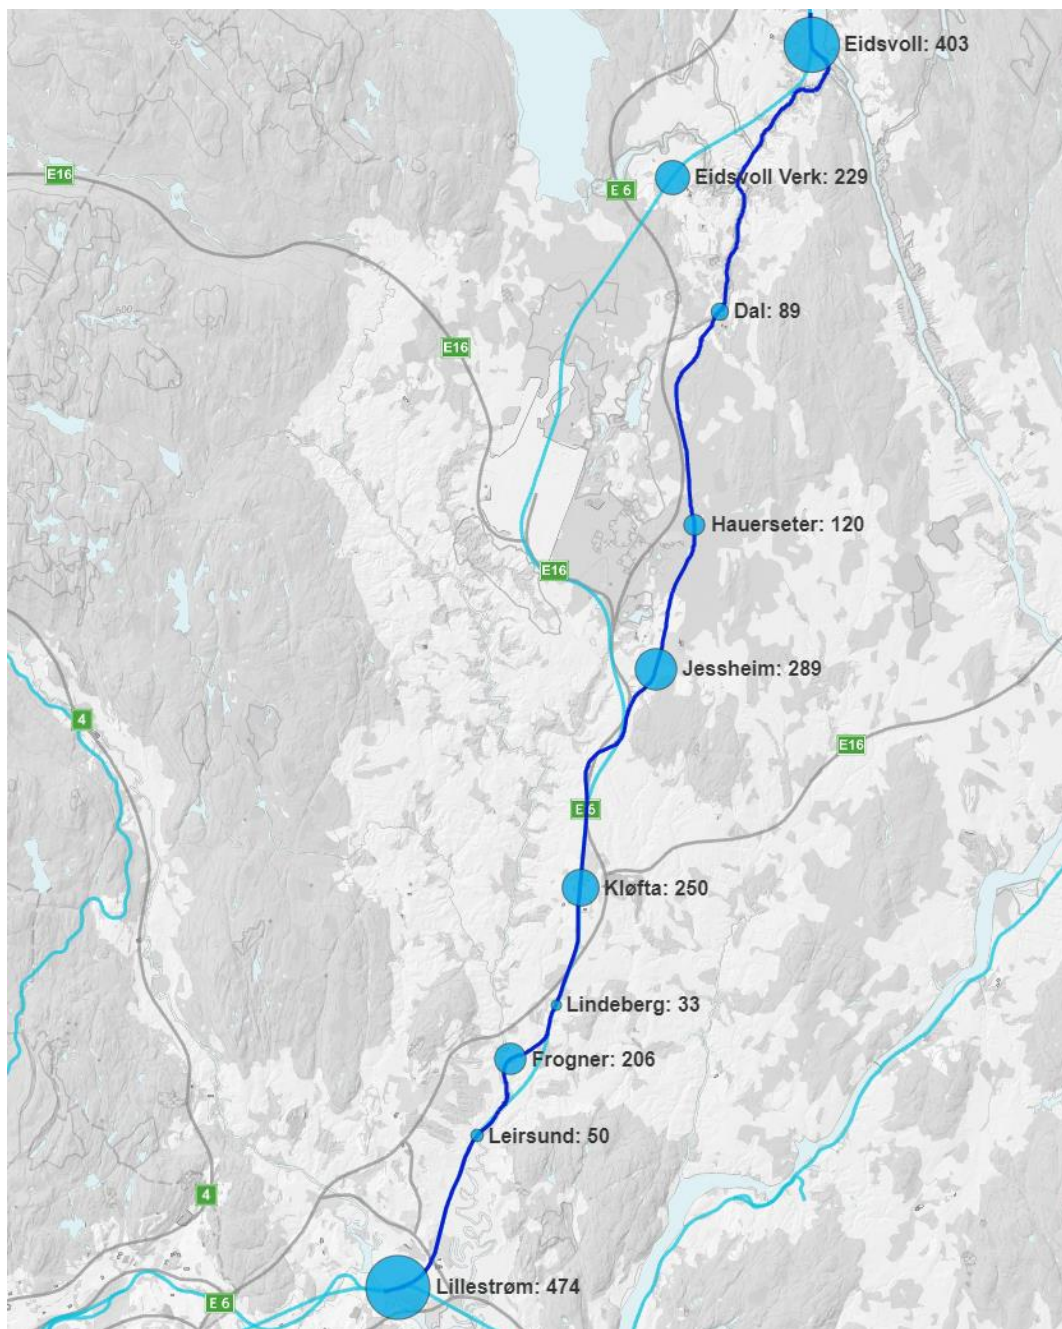 Eidsvoll: 403
E16
Eidsvoll Verk: 229
E 6
600
Dal: 89
E16
Hauerseter: 120
E16
Jessheim: 289
4
E16
E 6
Kløfta: 250
Lindeberg: 33
Frogner: 206
Leirsund: 50
4
Lillestrøm: 474
E 6